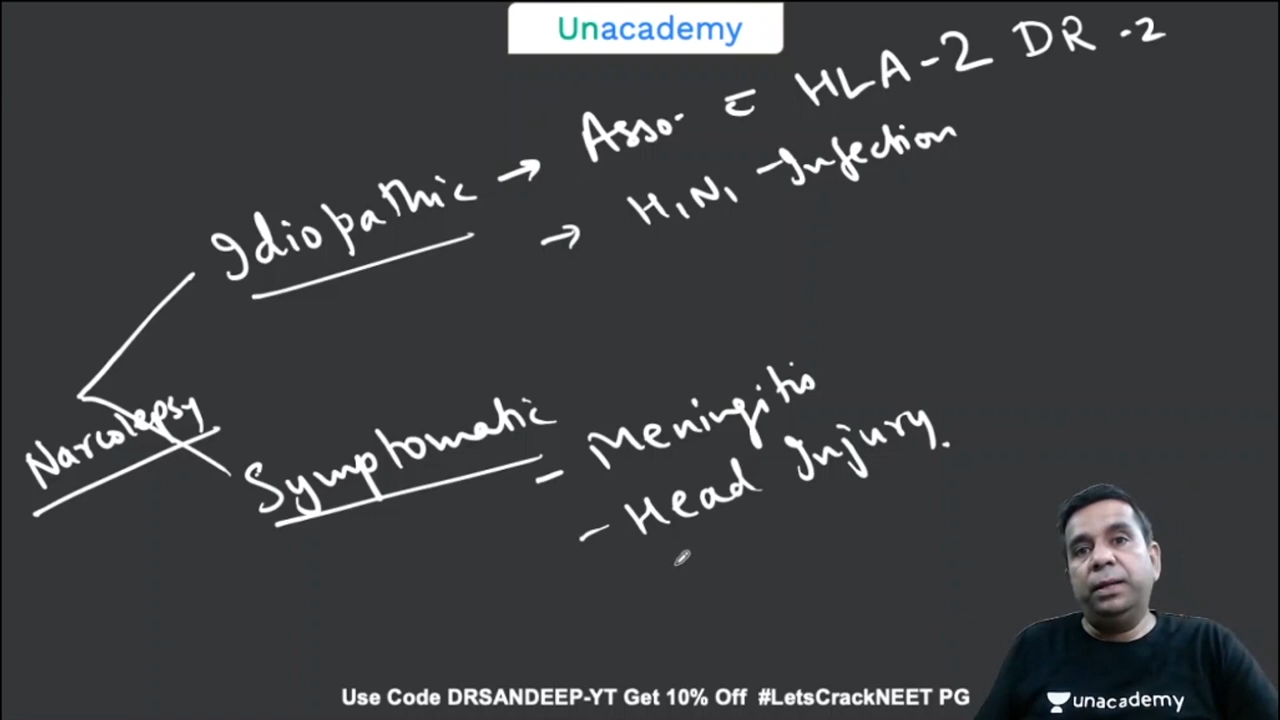 Unacademy
Idiopathic → Asso. c̄ HLA-2 DR-2
→ H1N1 - Infection
Narcolepsy
Symptomatic - Meningitis
- Head Injury.
unacademy
Use Code DRSANDEEP-YT Get 10% Off #LetsCrackNEET PG